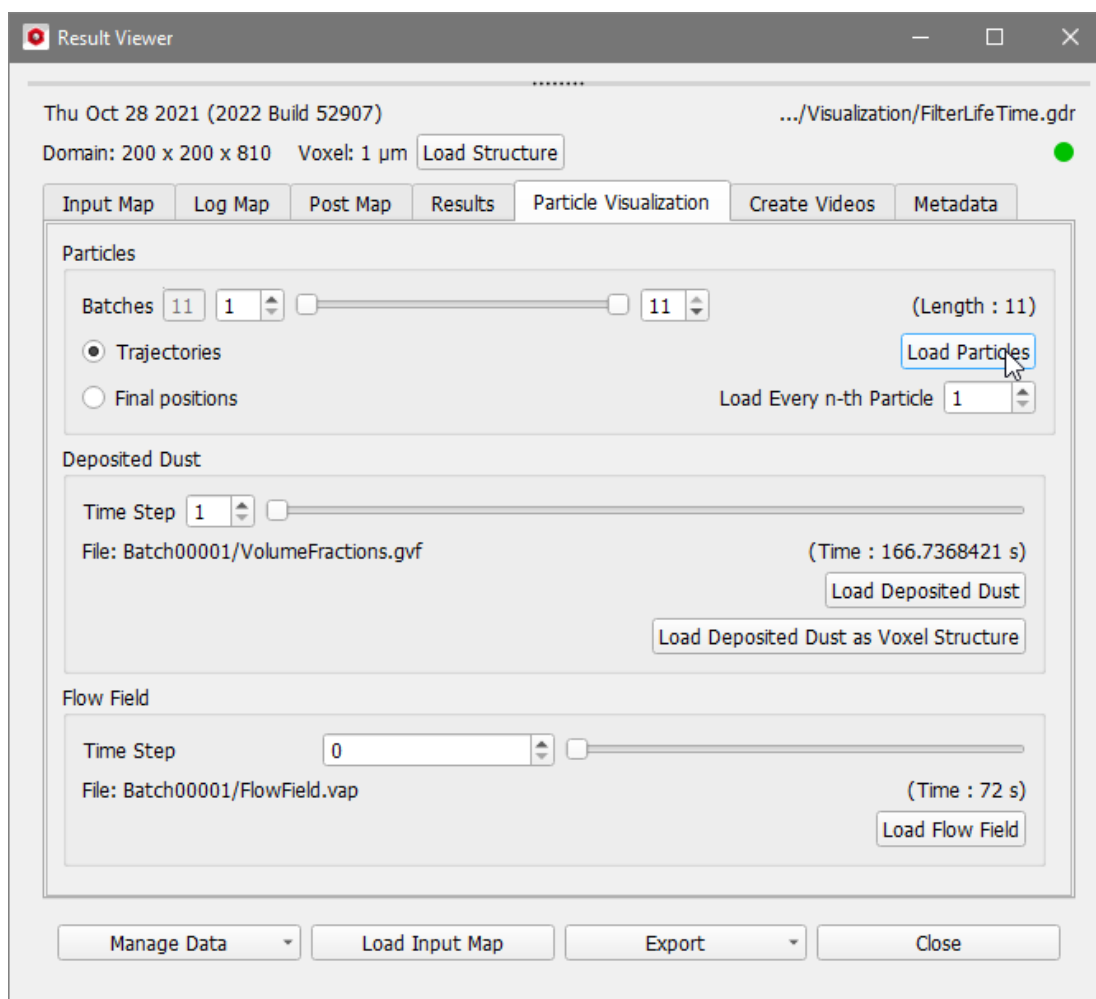 Result Viewer
Thu Oct 28 2021 (2022 Build 52907) .../Visualization/FilterLifeTime.gdr
Domain: 200 x 200 x 810 Voxel: 1 µm Load Structure
Input Map Log Map Post Map Results Particle Visualization Create Videos Metadata
Particles
Batches 11 1 11 (Length : 11)
Trajectories Load Particles
Final positions Load Every n-th Particle 1
Deposited Dust
Time Step 1
File: Batch00001/VolumeFractions.gvf (Time : 166.7368421 s)
Load Deposited Dust
Load Deposited Dust as Voxel Structure
Flow Field
Time Step 0
File: Batch00001/FlowField.vap (Time : 72 s)
Load Flow Field
Manage Data Load Input Map Export Close